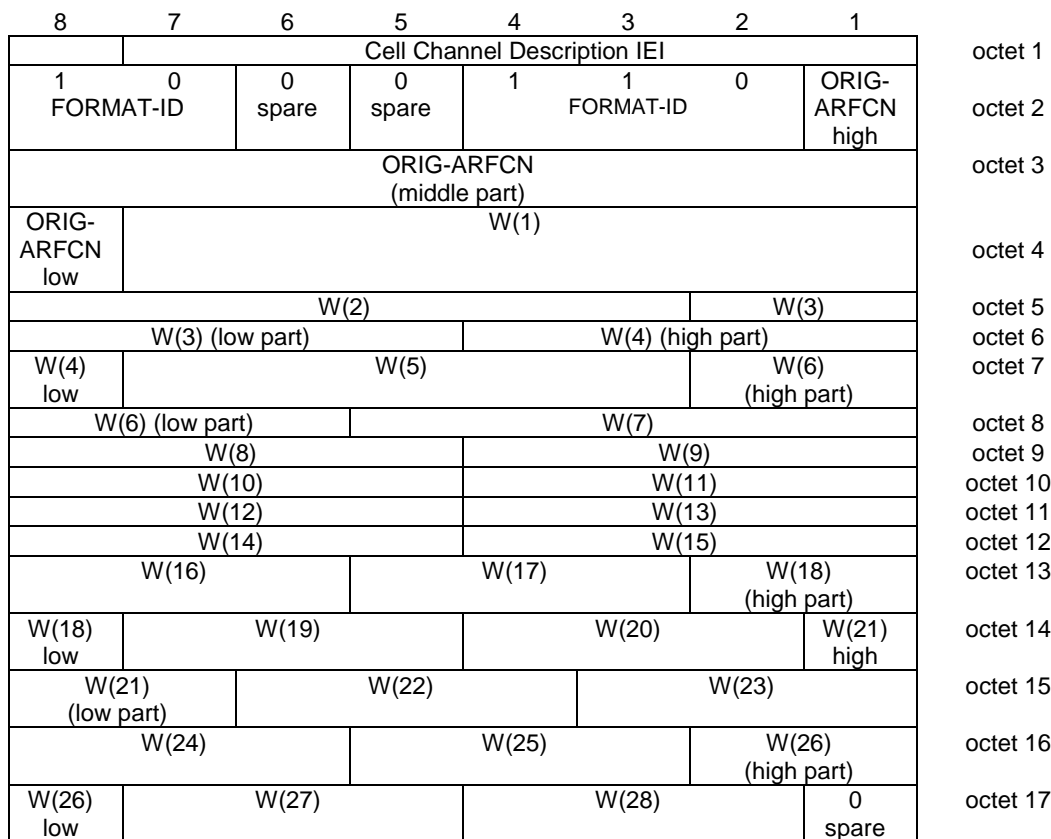 8 7 6 5 4 3 2 1
Cell Channel Description IEI octet 1
1 0 0 0 1 1 0 ORIG-
FORMAT-ID spare spare FORMAT-ID ARFCN octet 2
high
ORIG-ARFCN octet 3
(middle part)
ORIG- W(1)
ARFCN octet 4
low
W(2) W(3) octet 5
W(3) (low part) W(4) (high part) octet 6
W(4) W(5) W(6) octet 7
low (high part)
W(6) (low part) W(7) octet 8
W(8) W(9) octet 9
W(10) W(11) octet 10
W(12) W(13) octet 11
W(14) W(15) octet 12
W(16) W(17) W(18) octet 13
(high part)
W(18) W(19) W(20) W(21) octet 14
low high
W(21) W(22) W(23) octet 15
(low part)
W(24) W(25) W(26) octet 16
(high part)
W(26) W(27) W(28) 0 octet 17
low spare